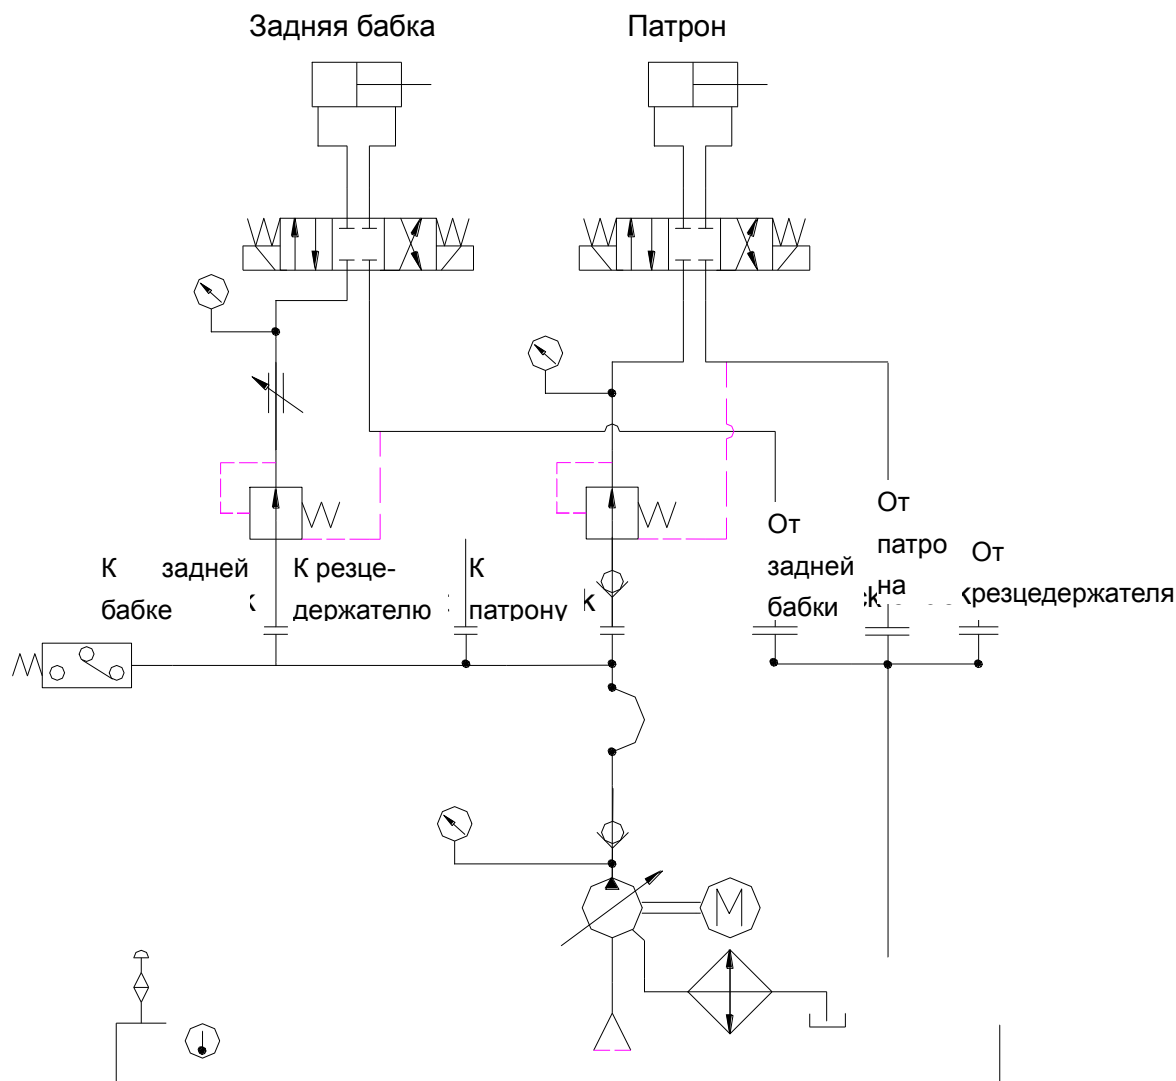 Задняя бабка
Патрон
К задней
бабке
К резце-
держателю
К
патрону
От
задней
бабки
От
патро
на
От
резцедержателя
M